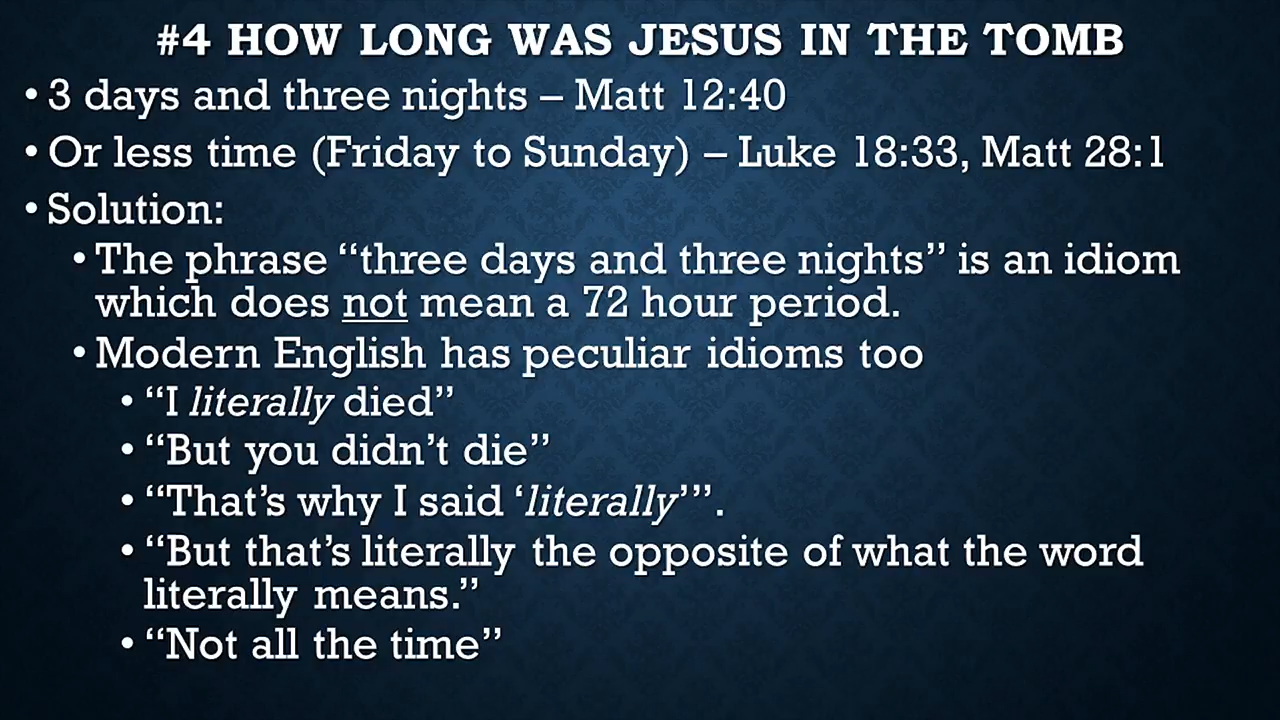 #4 HOW LONG WAS JESUS IN THE TOMB
• 3 days and three nights – Matt 12:40
• Or less time (Friday to Sunday) – Luke 18:33, Matt 28:1
• Solution:
• The phrase “three days and three nights” is an idiom
which does not mean a 72 hour period.
• Modern English has peculiar idioms too
• “I literally died”
• “But you didn’t die”
• “That’s why I said ‘literally’”.
• “But that’s literally the opposite of what the word
literally means.”
• “Not all the time”